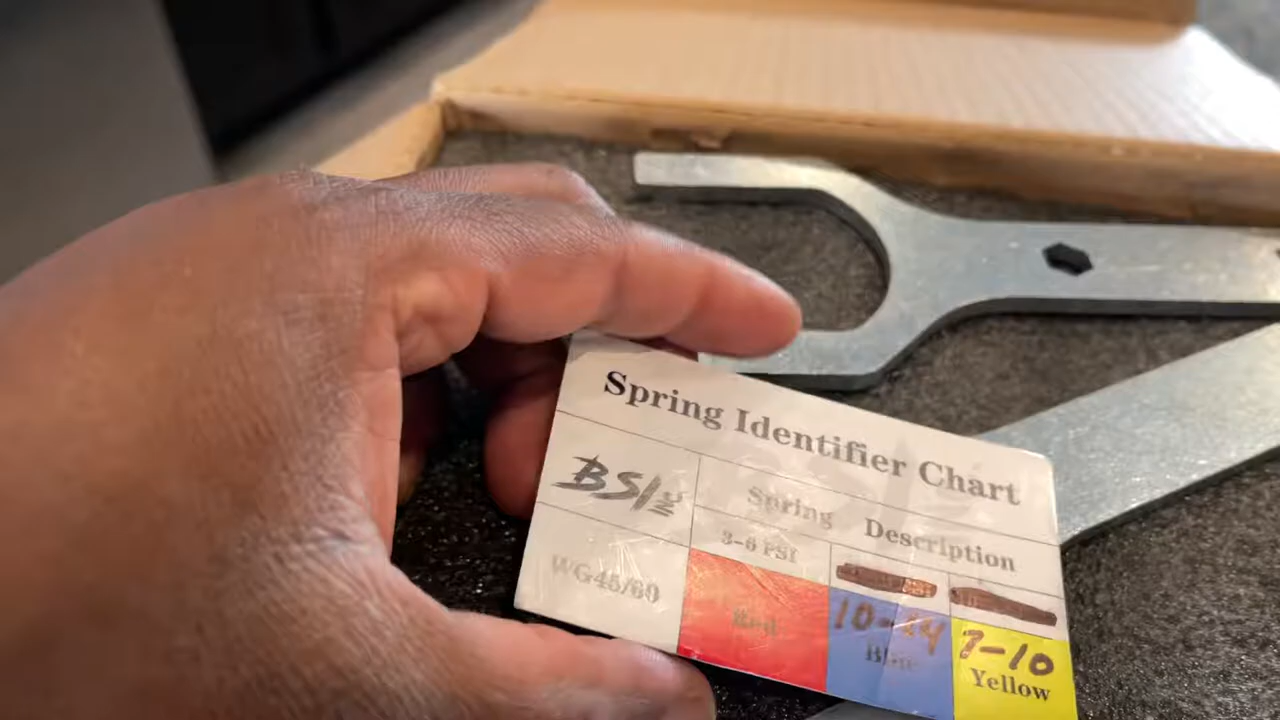 Spring Identifier Chart
BS1/2
Spring Description
3-6 PSI
WG45/60
Red
10-14
Blue
7-10
Yellow